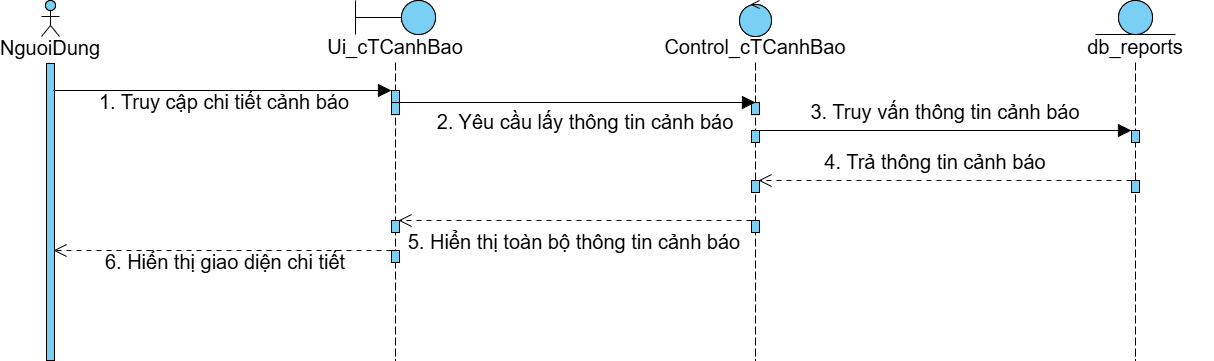 NguoiDung
Ui_cTCanhBao
Control_cTCanhBao
db_reports
1. Truy cập chi tiết cảnh báo
2. Yêu cầu lấy thông tin cảnh báo
3. Truy vấn thông tin cảnh báo
4. Trả thông tin cảnh báo
5. Hiển thị toàn bộ thông tin cảnh báo
6. Hiển thị giao diện chi tiết